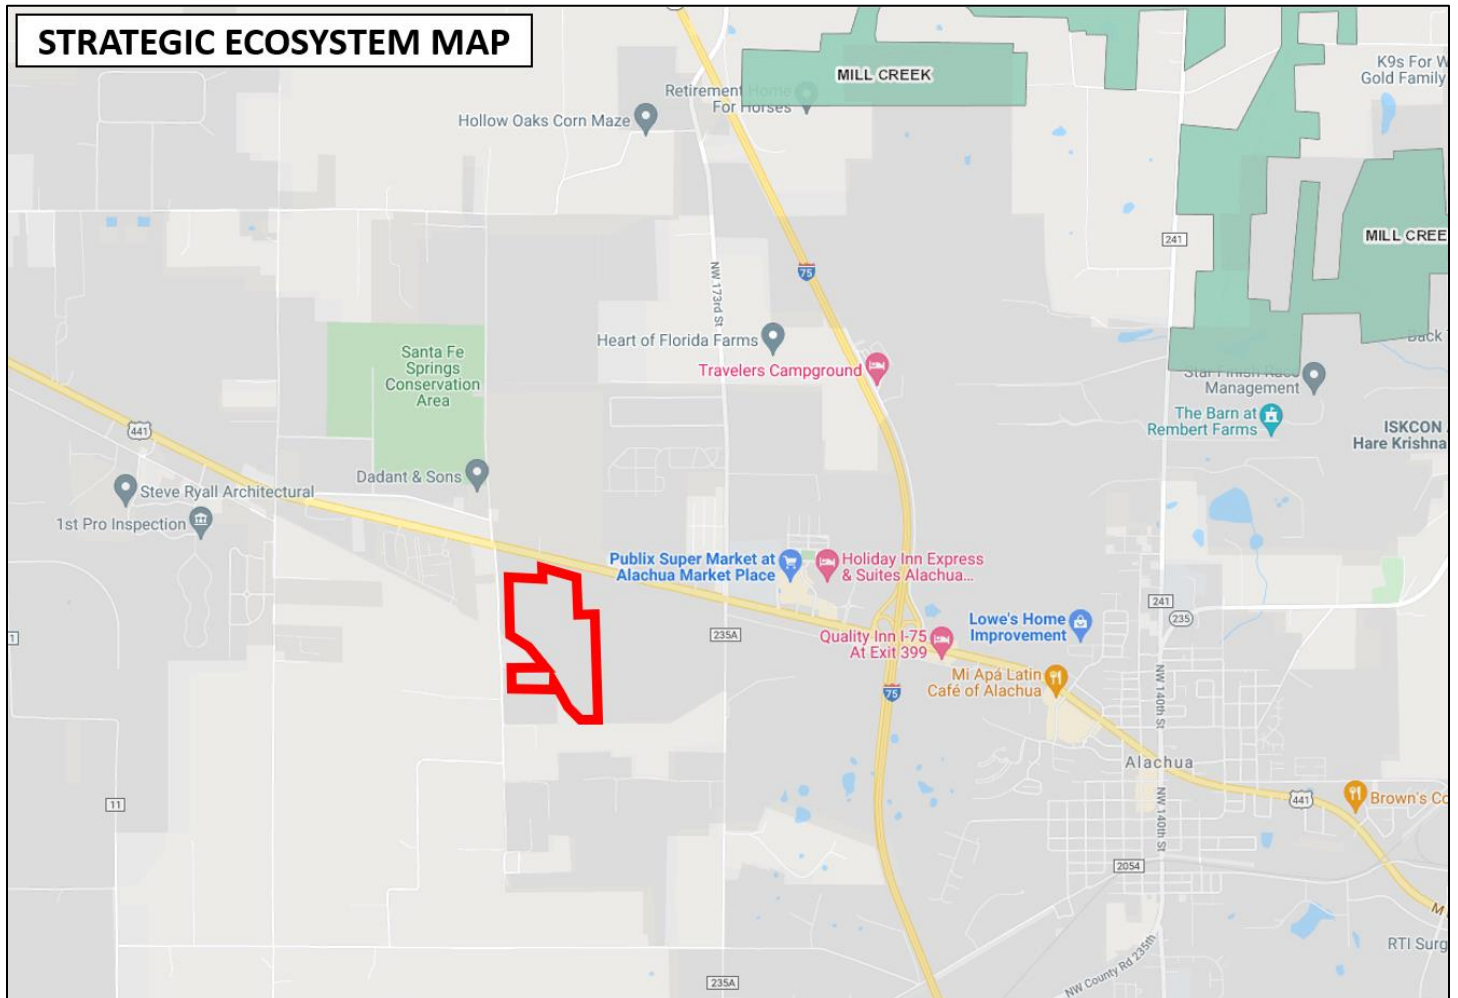 STRATEGIC ECOSYSTEM MAP
MILL CREEK
K9s For W
Gold Family
Retirement Home
For Horses
Hollow Oaks Corn Maze
241
MILL CREE
75
NW 173rd St
Heart of Florida Farms
Travelers Campground
Santa Fe
Springs
Conservation
Area
Back
Management
The Barn at
Rembert Farms
ISKCON
Hare Krishna
441
Dadant & Sons
Steve Ryall Architectural
1st Pro Inspection
Publix Super Market at
Alachua Market Place
Holiday Inn Express
& Suites Alachua...
241
235
Lowe's Home
Improvement
235A
Quality Inn I-75
At Exit 399
Mi Apá Latin
Café of Alachua
75
NW 140th St
Alachua
11
441
Brown's Co
NW 140th St
2054
RTI Surg
NW County Rd 235th
235A